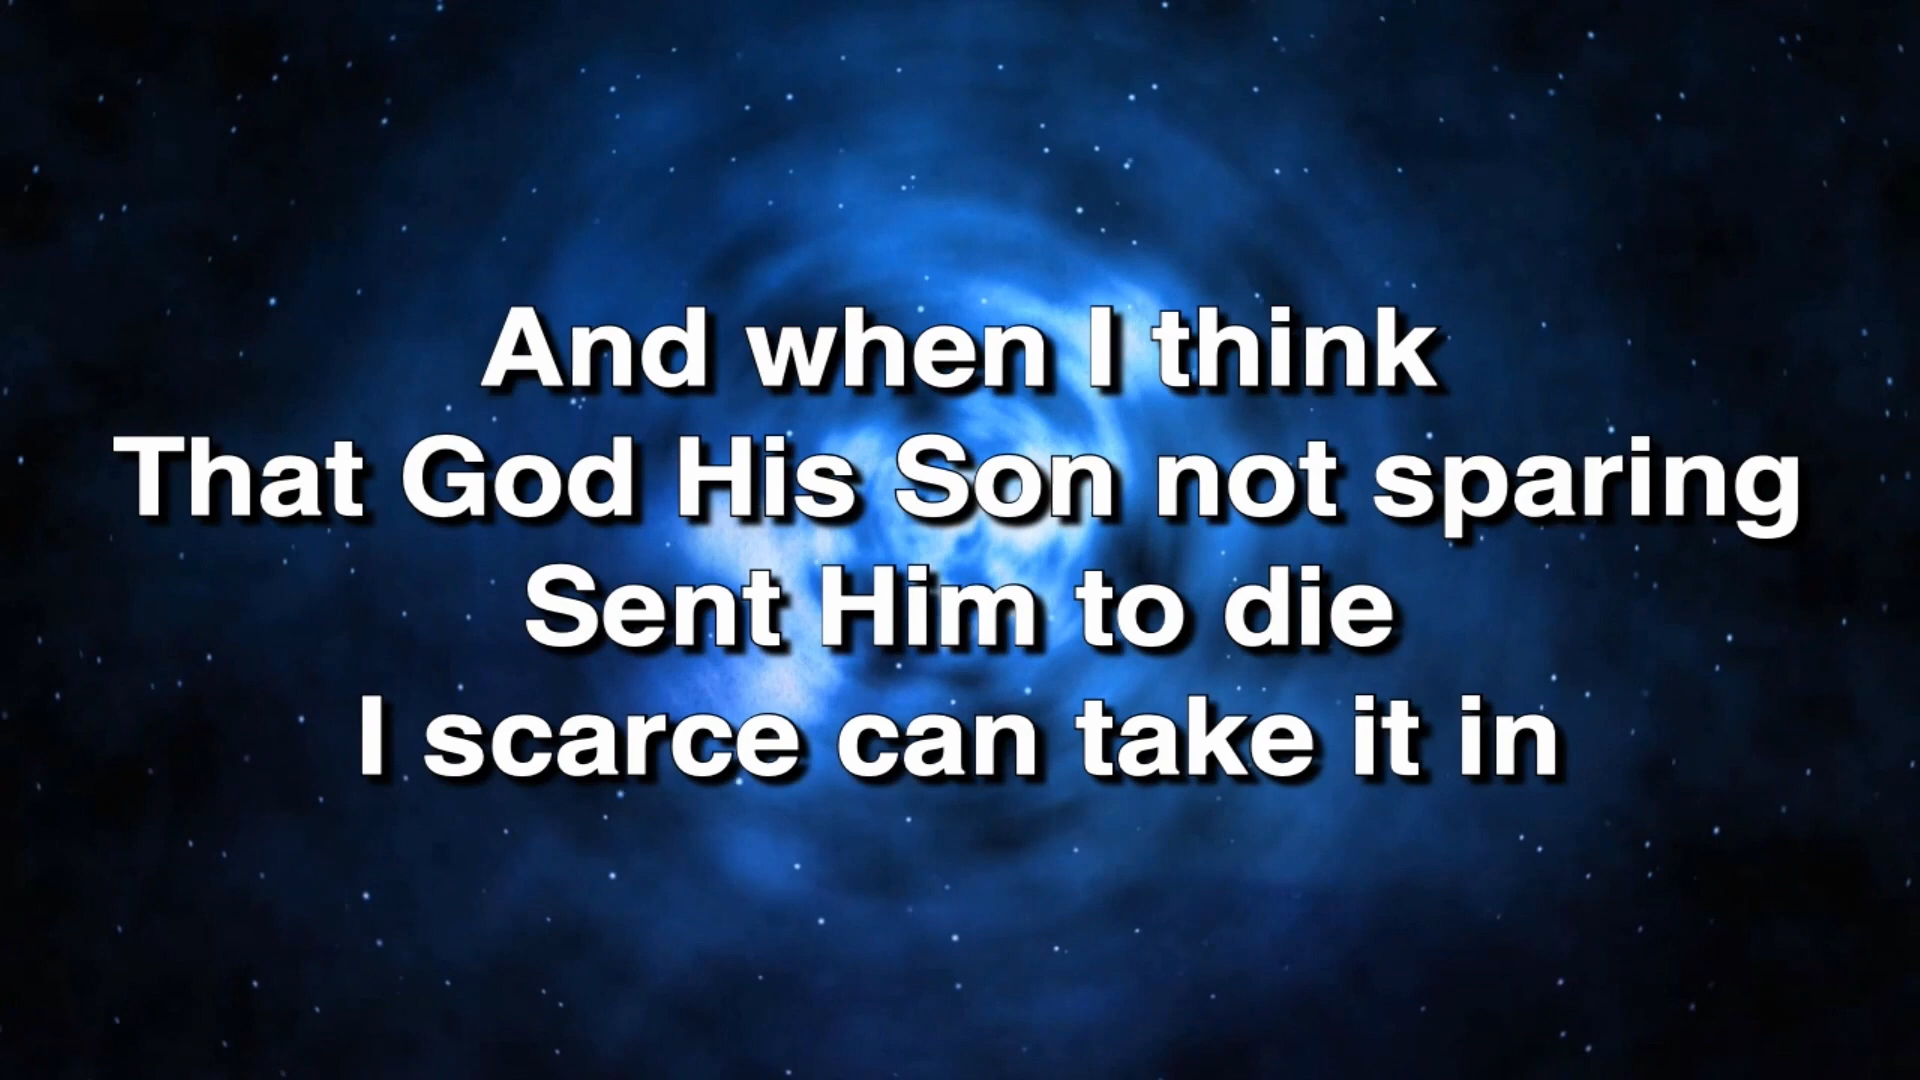 And when I think
That God His Son not sparing
Sent Him to die
I scarce can take it in